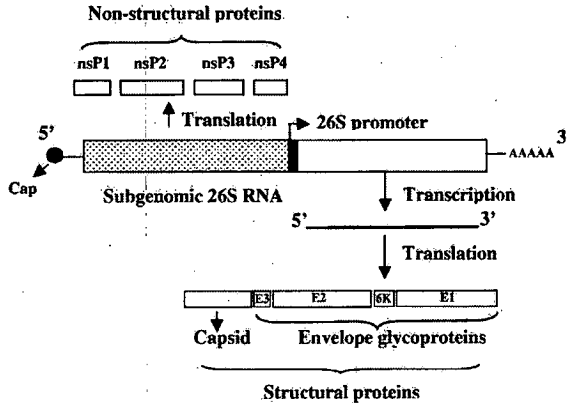 Non-structural proteins
nsP1 nsP2 nsP3 nsP4
Translation
5’
26S promoter
3
AAAAA
Cap
Subgenomic 26S RNA
Transcription
5’ 3’
Translation
E3 E2 6K E1
Capsid
Envelope glycoproteins
Structural proteins